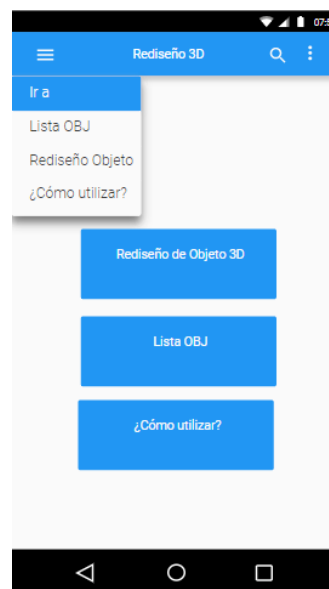 Rediseño 3D
Ir a
Lista OBJ
Rediseño Objeto
¿Cómo utilizar?
Rediseño de Objeto 3D
Lista OBJ
¿Cómo utilizar?